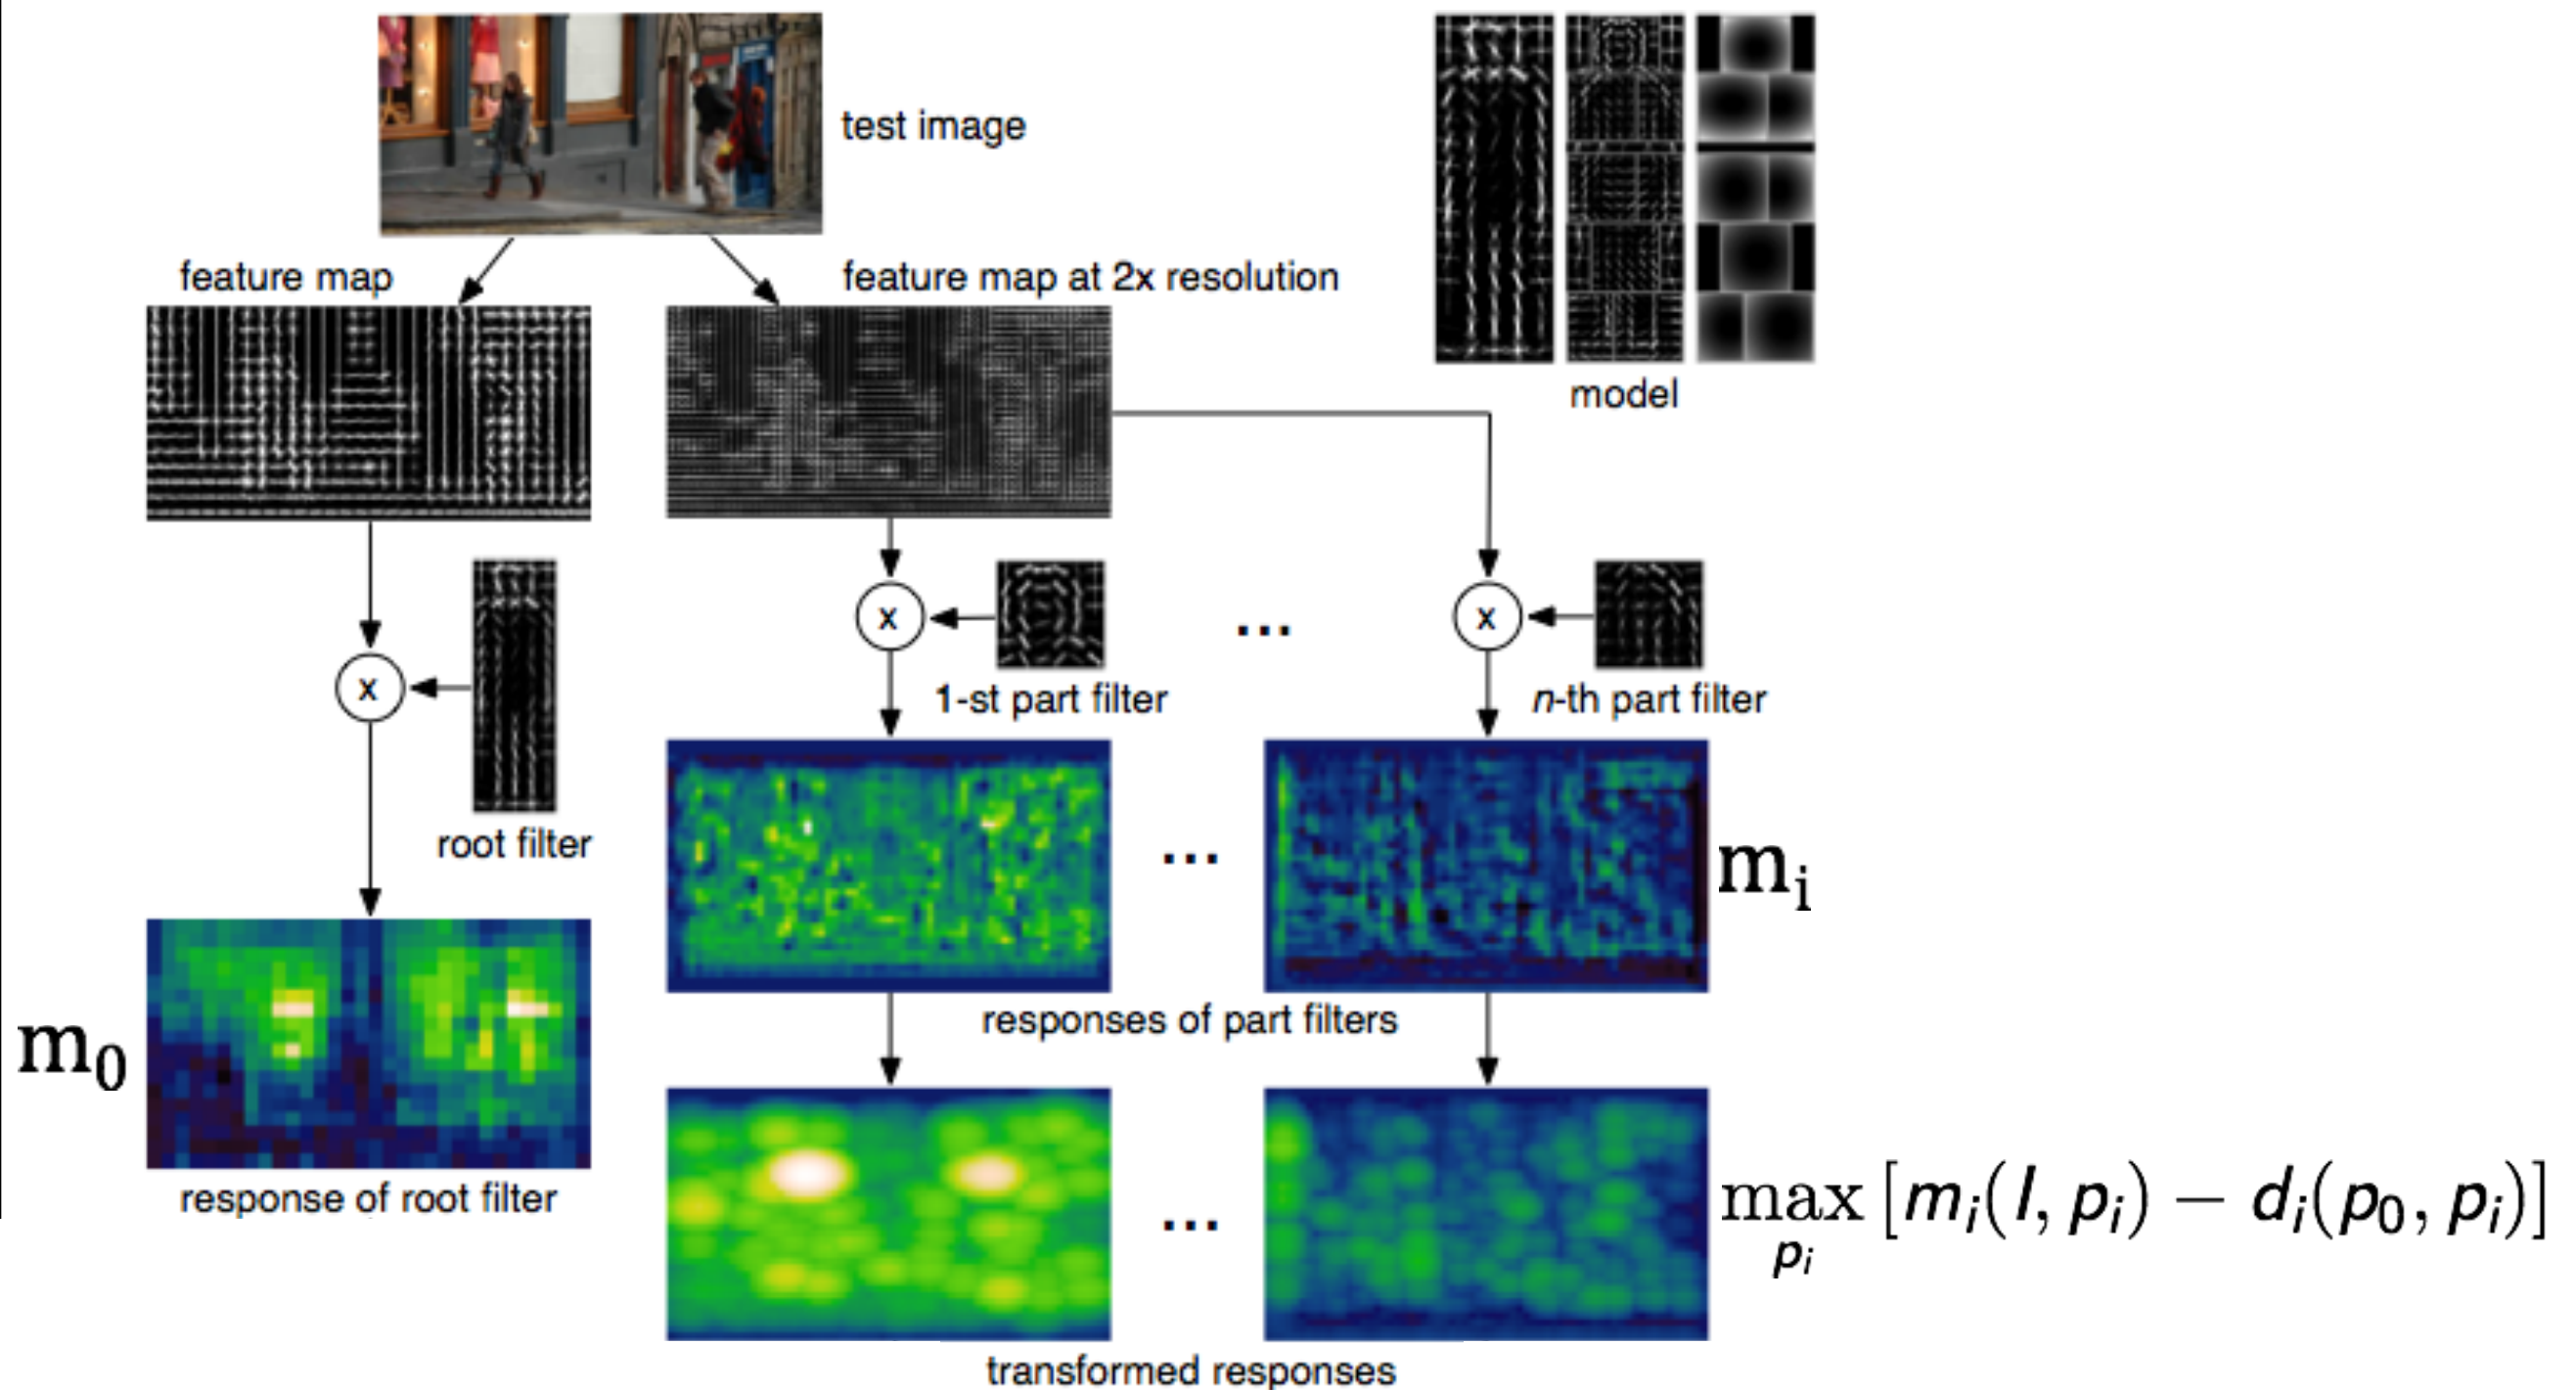 test image
model
feature map
feature map at 2x resolution
x
x
x
...
1-st part filter
n-th part filter
root filter
...
mᵢ
m₀
responses of part filters
response of root filter
...
max [mᵢ(I, pᵢ) − dᵢ(p₀, pᵢ)]
pᵢ
transformed responses